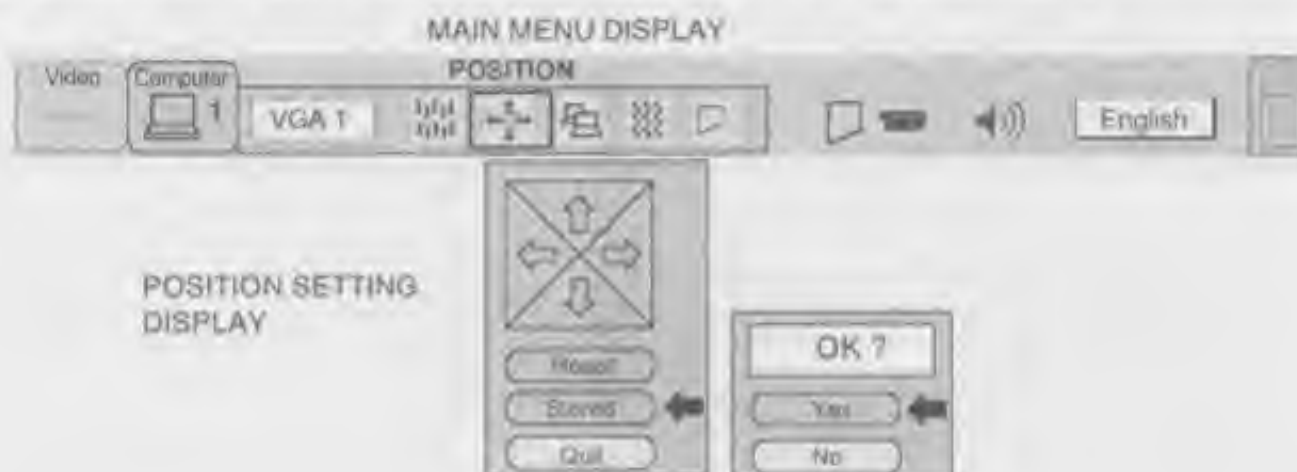 MAIN MENU DISPLAY
POSITION
Video
Computer
1
VGA 1
English
POSITION SETTING
DISPLAY
Reset
Stored
Quit
OK ?
Yes
No